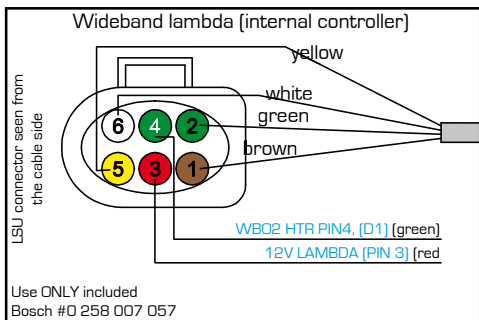 Wideband lambda (internal controller)
yellow
white
green
brown
6 4 2
5 3 1
LSU connector seen from
the cable side
WBO2 HTR PIN4, (D1) (green)
12V LAMBDA (PIN 3) (red
Use ONLY included
Bosch #0 258 007 057